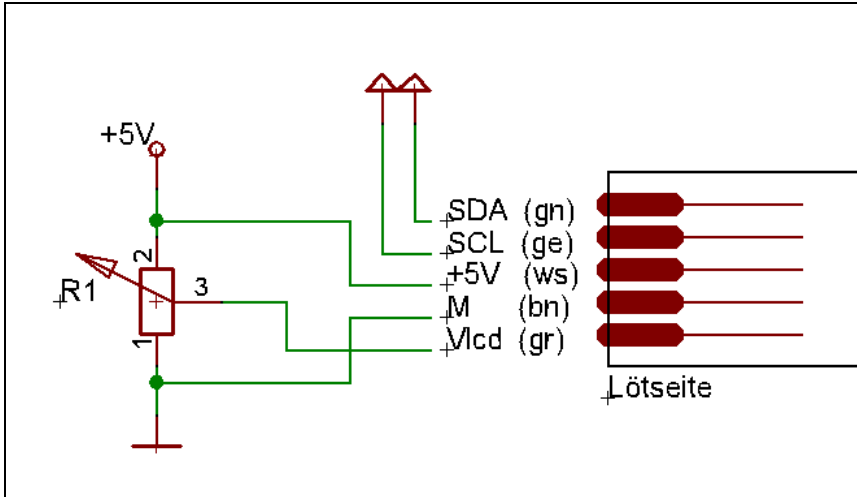 +5V
2
R1
3
1
SDA (gn)
SCL (ge)
+5V (ws)
M (bn)
Vlcd (gr)
Lötseite